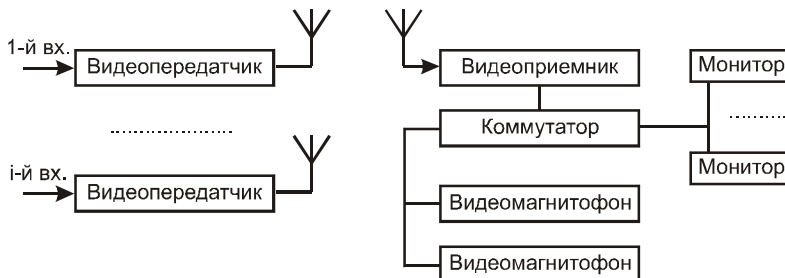 1-й вх.
Видеопередатчик
i-й вх.
Видеопередатчик
Видеоприемник
Коммутатор
Видеомагнитофон
Видеомагнитофон
Монитор
Монитор